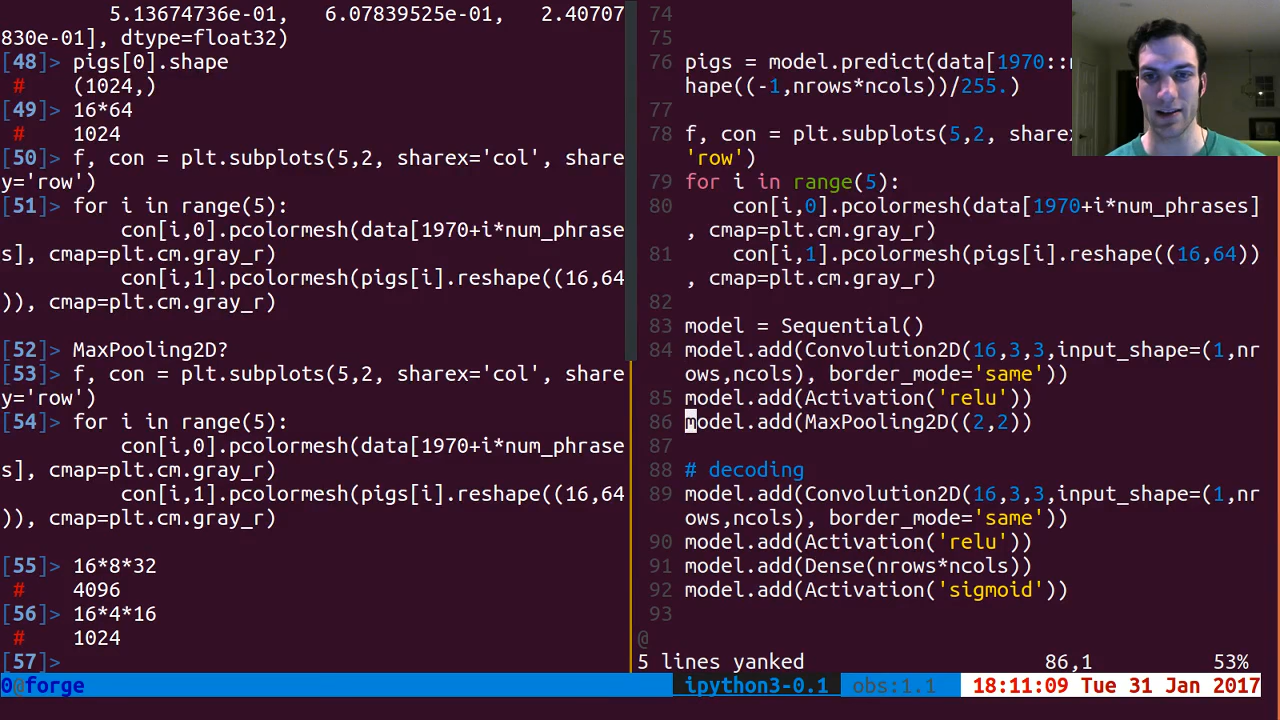 5.13674736e-01, 6.07839525e-01, 2.40707
830e-01], dtype=float32)
[48]> pigs[0].shape
# (1024,)
[49]> 16*64
# 1024
[50]> f, con = plt.subplots(5,2, sharex='col', share
y='row')
[51]> for i in range(5):
con[i,0].pcolormesh(data[1970+i*num_phrase
s], cmap=plt.cm.gray_r)
con[i,1].pcolormesh(pigs[i].reshape((16,64
)), cmap=plt.cm.gray_r)
[52]> MaxPooling2D?
[53]> f, con = plt.subplots(5,2, sharex='col', share
y='row')
[54]> for i in range(5):
con[i,0].pcolormesh(data[1970+i*num_phrase
s], cmap=plt.cm.gray_r)
con[i,1].pcolormesh(pigs[i].reshape((16,64
)), cmap=plt.cm.gray_r)
[55]> 16*8*32
# 4096
[56]> 16*4*16
# 1024
[57]>
74
75
76 pigs = model.predict(data[1970::
hape((-1,nrows*ncols))/255.)
77
78 f, con = plt.subplots(5,2, sharex
'row')
79 for i in range(5):
80 con[i,0].pcolormesh(data[1970+i*num_phrases]
, cmap=plt.cm.gray_r)
81 con[i,1].pcolormesh(pigs[i].reshape((16,64))
, cmap=plt.cm.gray_r)
82
83 model = Sequential()
84 model.add(Convolution2D(16,3,3,input_shape=(1,nr
ows,ncols), border_mode='same'))
85 model.add(Activation('relu'))
86 model.add(MaxPooling2D((2,2))
87
88 # decoding
89 model.add(Convolution2D(16,3,3,input_shape=(1,nr
ows,ncols), border_mode='same'))
90 model.add(Activation('relu'))
91 model.add(Dense(nrows*ncols))
92 model.add(Activation('sigmoid'))
93
@
5 lines yanked 86,1 53%
0@forge ipython3-0.1 obs:1.1 18:11:09 Tue 31 Jan 2017